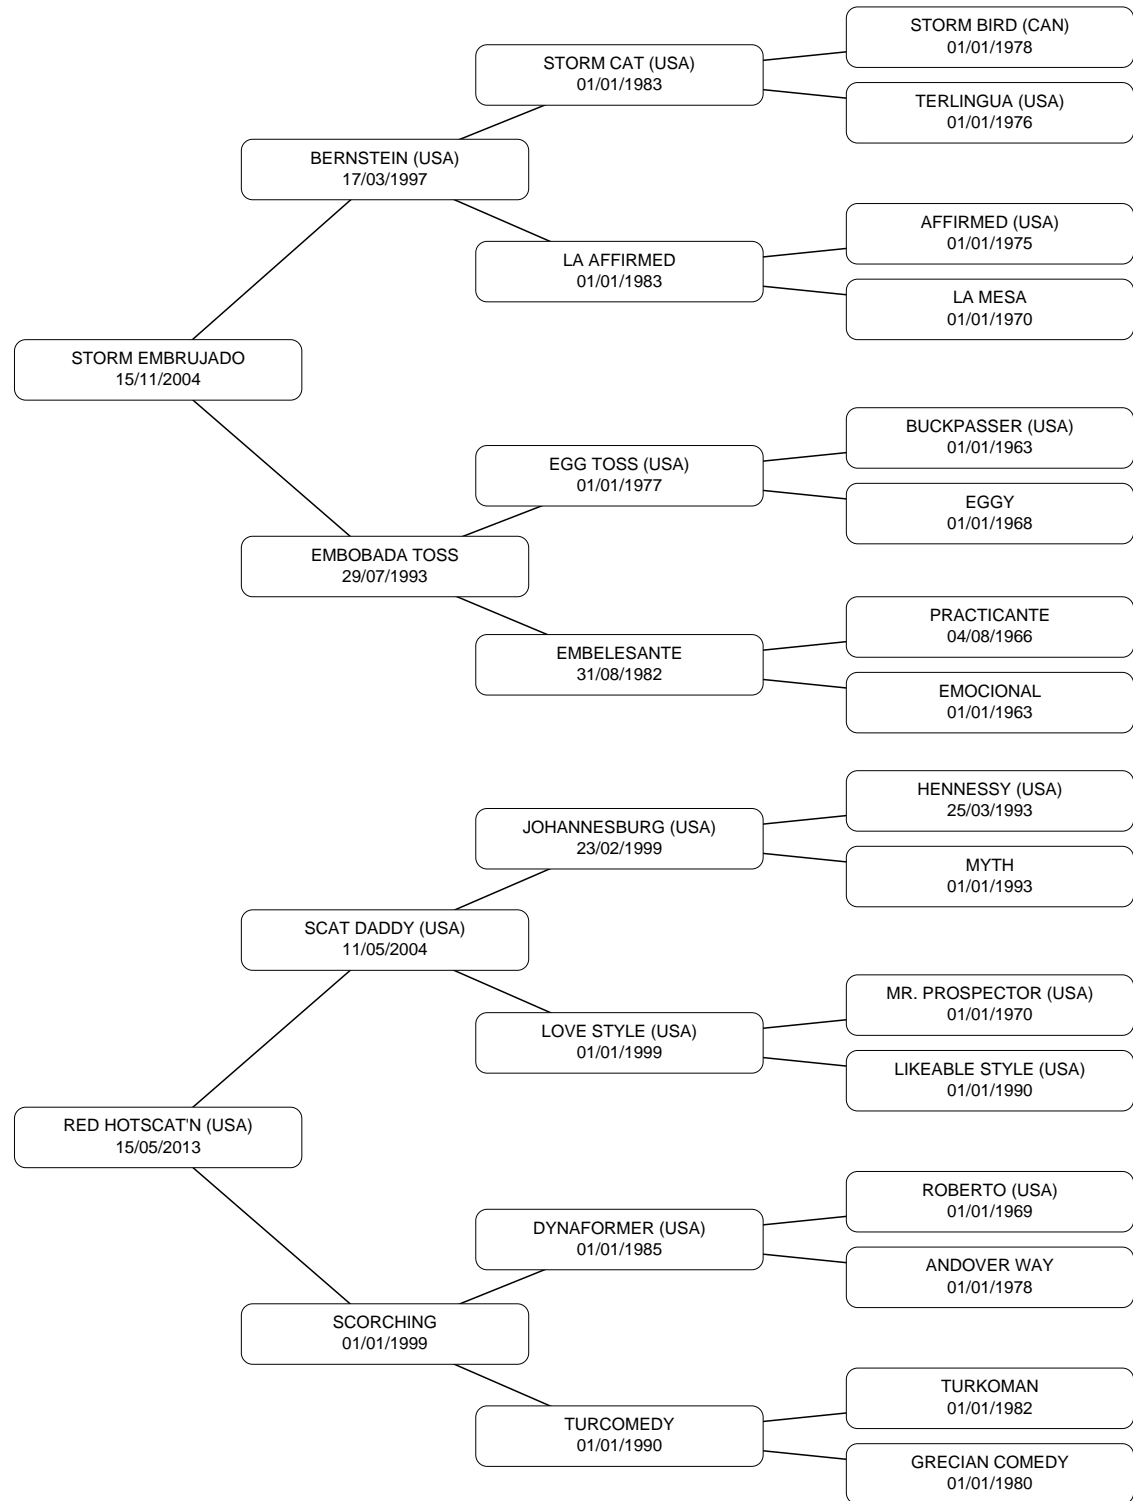 STORM BIRD (CAN)
01/01/1978
STORM CAT (USA)
01/01/1983
TERLINGUA (USA)
01/01/1976
BERNSTEIN (USA)
17/03/1997
AFFIRMED (USA)
01/01/1975
LA AFFIRMED
01/01/1983
LA MESA
01/01/1970
STORM EMBRUJADO
15/11/2004
BUCKPASSER (USA)
01/01/1963
EGG TOSS (USA)
01/01/1977
EGGY
01/01/1968
EMBOBADA TOSS
29/07/1993
PRACTICANTE
04/08/1966
EMBELESANTE
31/08/1982
EMOCIONAL
01/01/1963
HENNESSY (USA)
25/03/1993
JOHANNESBURG (USA)
23/02/1999
MYTH
01/01/1993
SCAT DADDY (USA)
11/05/2004
MR. PROSPECTOR (USA)
01/01/1970
LOVE STYLE (USA)
01/01/1999
LIKEABLE STYLE (USA)
01/01/1990
RED HOTSCAT'N (USA)
15/05/2013
ROBERTO (USA)
01/01/1969
DYNAFORMER (USA)
01/01/1985
ANDOVER WAY
01/01/1978
SCORCHING
01/01/1999
TURKOMAN
01/01/1982
TURCOMEDY
01/01/1990
GRECIAN COMEDY
01/01/1980